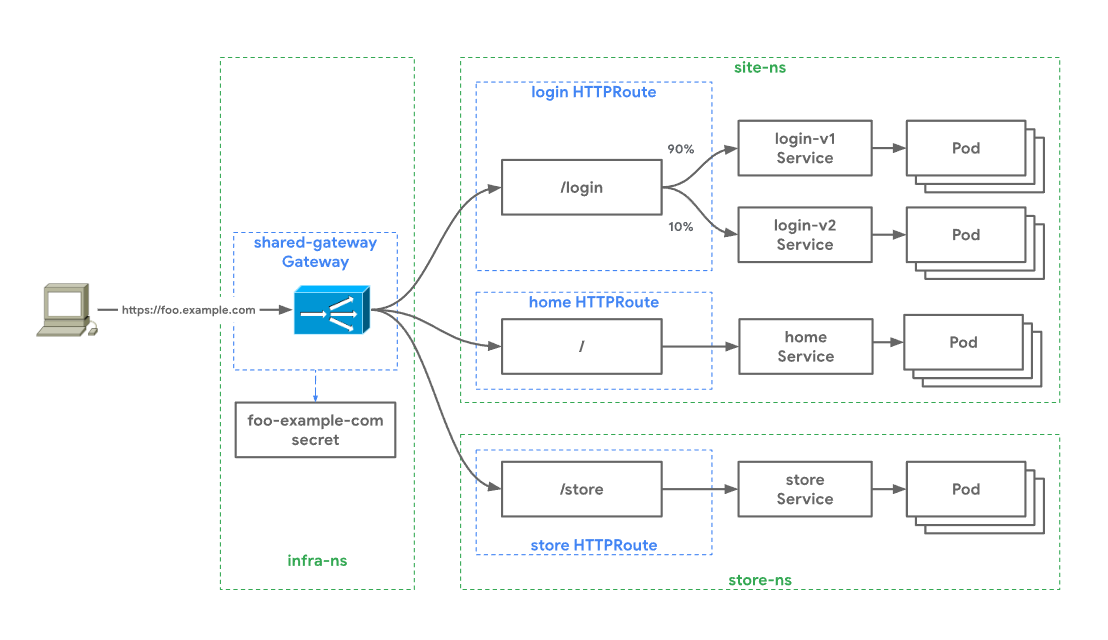 site-ns
login HTTPRoute
/login
90%
10%
login-v1
Service
Pod
login-v2
Service
Pod
shared-gateway
Gateway
https://foo.example.com
foo-example-com
secret
infra-ns
home HTTPRoute
/
home
Service
Pod
/store
store
Service
Pod
store HTTPRoute
store-ns